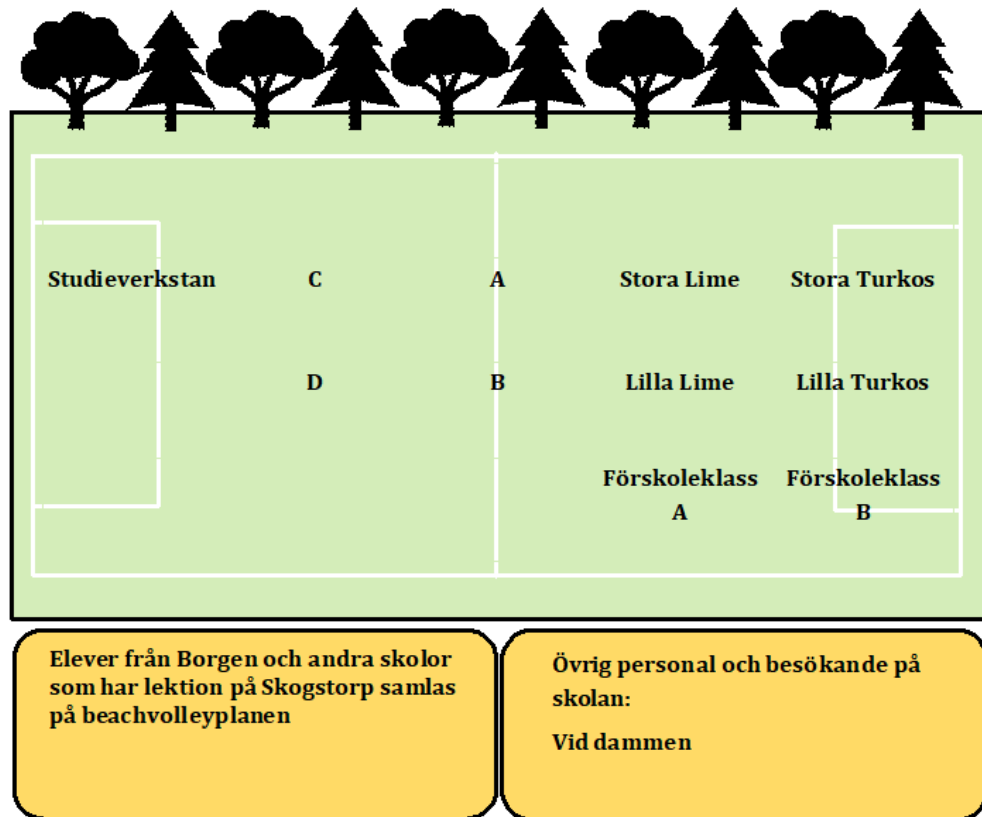 Studieverkstan C A Stora Lime Stora Turkos
D B Lilla Lime Lilla Turkos
Förskoleklass Förskoleklass
A B
Elever från Borgen och andra skolor
som har lektion på Skogstorp samlas
på beachvolleyplanen
Övrig personal och besökande på
skolan:
Vid dammen